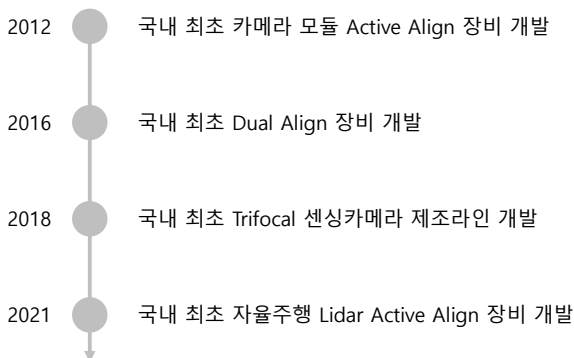 2012 국내 최초 카메라 모듈 Active Align 장비 개발
2016 국내 최초 Dual Align 장비 개발
2018 국내 최초 Trifocal 센싱카메라 제조라인 개발
2021 국내 최초 자율주행 Lidar Active Align 장비 개발